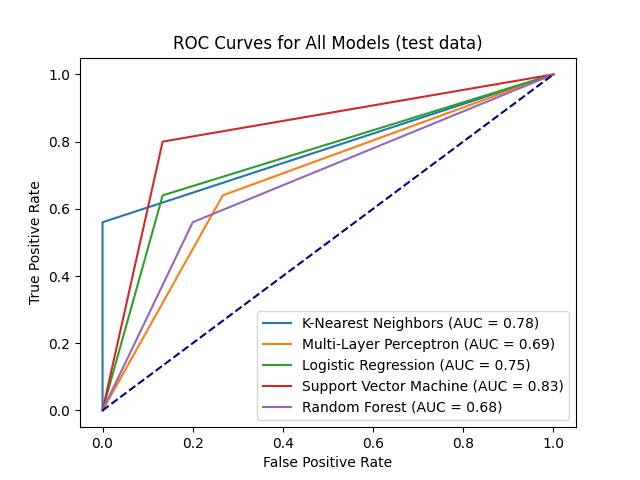 ROC Curves for All Models (test data)
1.0
0.8
0.6
0.4
0.2
0.0
True Positive Rate
K-Nearest Neighbors (AUC = 0.78)
Multi-Layer Perceptron (AUC = 0.69)
Logistic Regression (AUC = 0.75)
Support Vector Machine (AUC = 0.83)
Random Forest (AUC = 0.68)
0.0 0.2 0.4 0.6 0.8 1.0
False Positive Rate